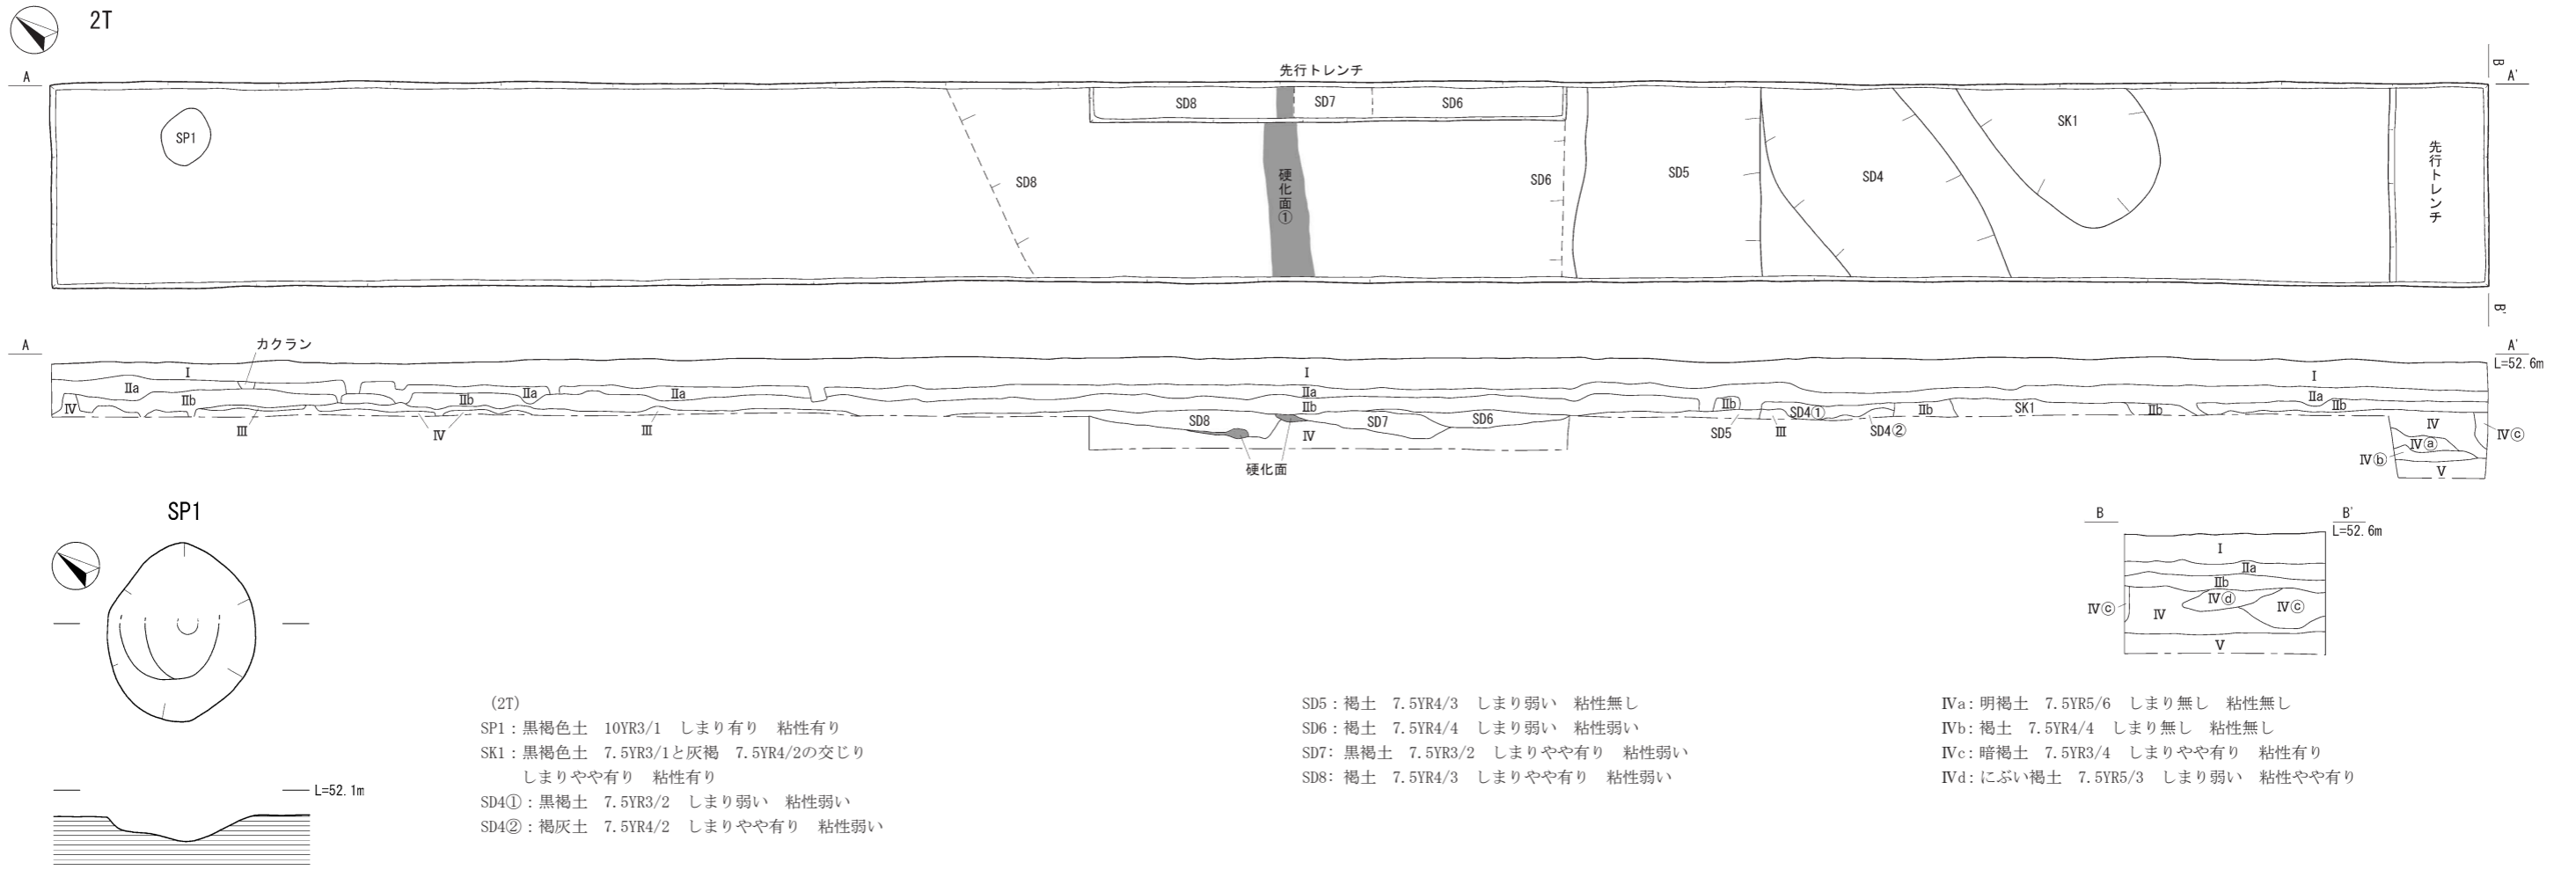 2T
先行トレンチ
A
A'
B
SP1
SD8
SD8
SD7
SD6
硬化面①
SD6
SD5
SD4
SK1
先行トレンチ
B'
A
カクラン
A'
L=52.6m
Ⅰ
Ⅰ
Ⅰ
Ⅱa
Ⅱa
Ⅱa
Ⅱa
Ⅱa
Ⅱb
Ⅱb
Ⅱb
Ⅱb
Ⅱb
Ⅱb
Ⅱb
Ⅳ
Ⅲ
Ⅳ
Ⅲ
SD8
SD7
SD6
Ⅳ
硬化面
SD5
Ⅲ
SD4①
SD4②
SK1
Ⅳ
Ⅳⓐ
Ⅳⓑ
Ⅳⓒ
Ⅴ
SP1
L=52.1m
B
B'
L=52.6m
Ⅰ
Ⅱa
Ⅱb
Ⅳⓒ
Ⅳ
Ⅳⓓ
Ⅳⓒ
Ⅴ
(2T)
SP1：黒褐色土　10YR3/1　しまり有り　粘性有り
SK1：黒褐色土　7.5YR3/1と灰褐　7.5YR4/2の交じり
しまりやや有り　粘性有り
SD4①：黒褐土　7.5YR3/2　しまり弱い　粘性弱い
SD4②：褐灰土　7.5YR4/2　しまりやや有り　粘性弱い
SD5：褐土　7.5YR4/3　しまり弱い　粘性無し
SD6：褐土　7.5YR4/4　しまり弱い　粘性弱い
SD7：黒褐土　7.5YR3/2　しまりやや有り　粘性弱い
SD8：褐土　7.5YR4/3　しまりやや有り　粘性弱い
Ⅳa：明褐土　7.5YR5/6　しまり無し　粘性無し
Ⅳb：褐土　7.5YR4/4　しまり無し　粘性無し
Ⅳc：暗褐土　7.5YR3/4　しまりやや有り　粘性有り
Ⅳd：にぶい褐土　7.5YR5/3　しまり弱い　粘性やや有り